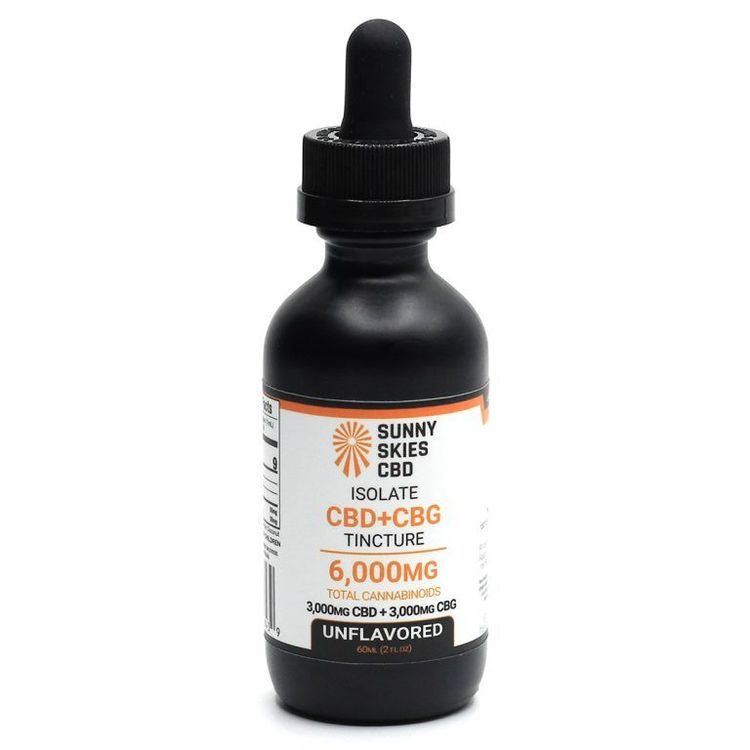 SUNNY
SKIES
CBD
ISOLATE
CBD+CBG
TINCTURE
6,000MG
TOTAL CANNABINOIDS
3,000MG CBD + 3,000MG CBG
UNFLAVORED
60ML (2 FL OZ)
9